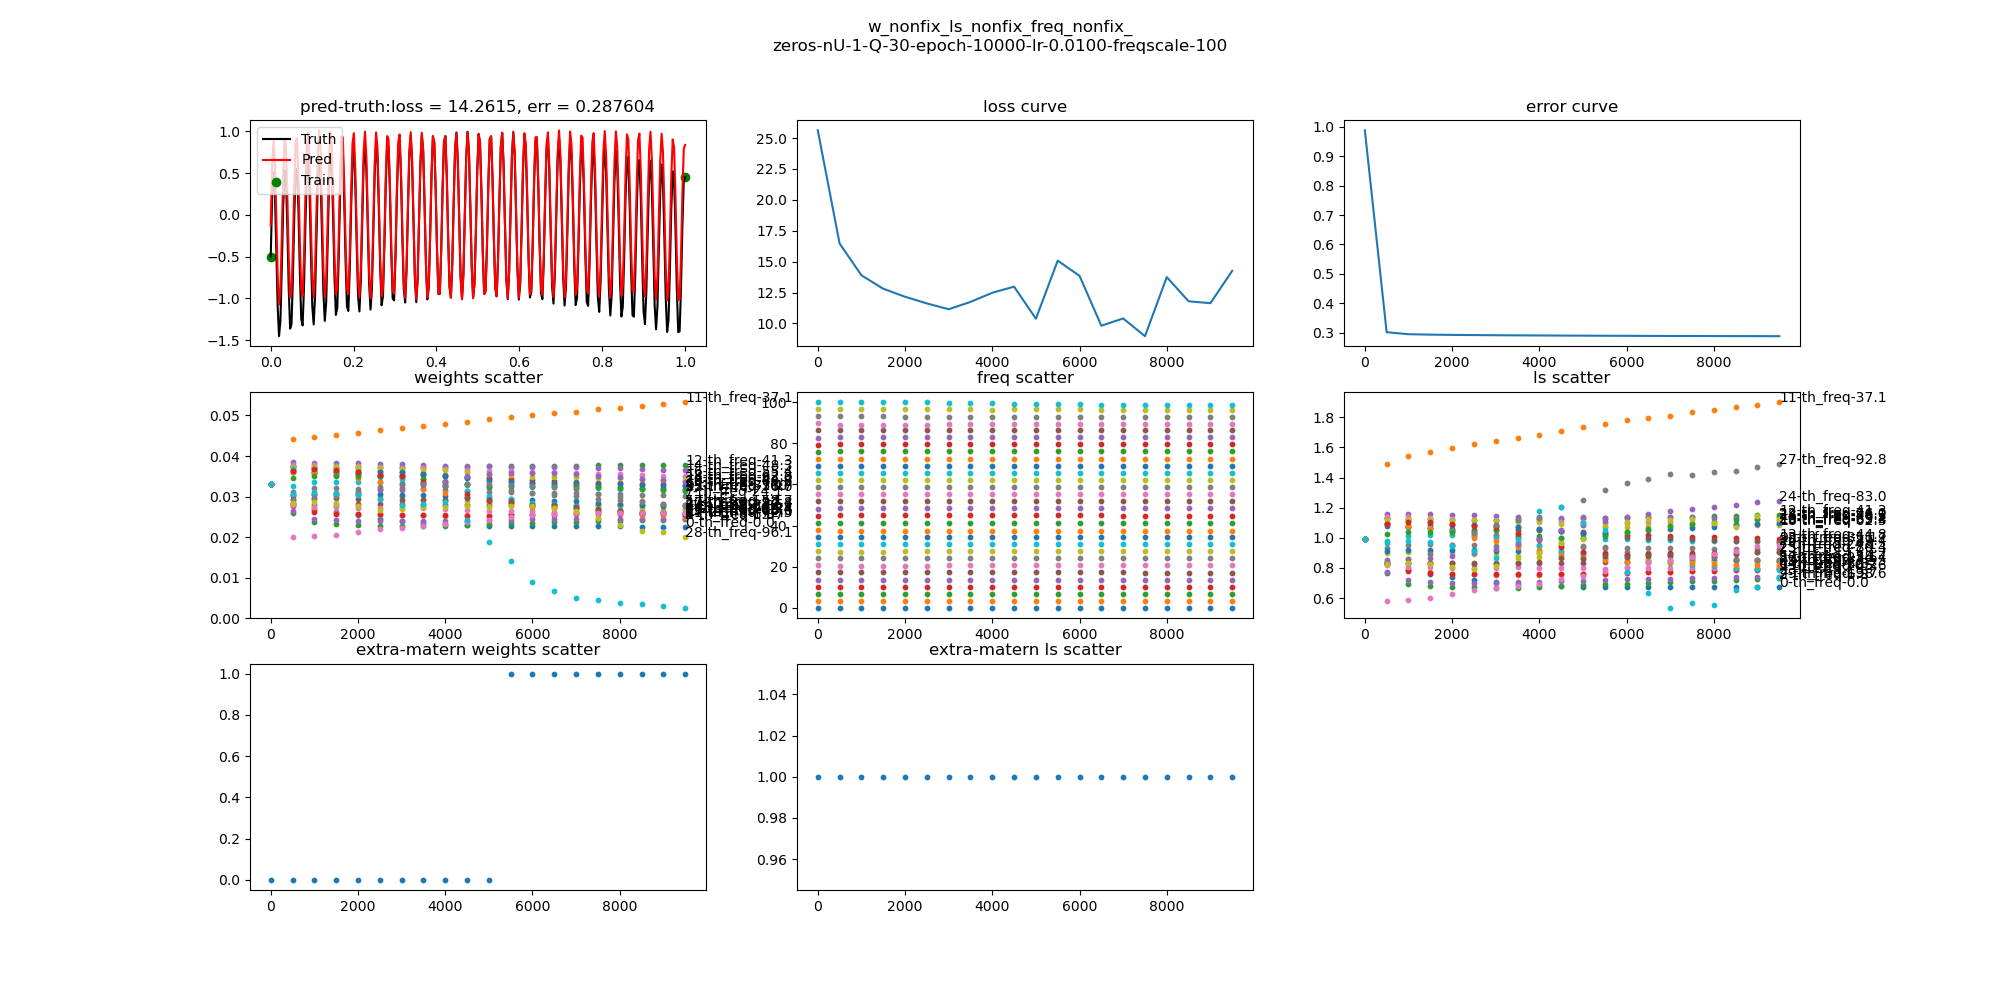 w_nonfix_ls_nonfix_freq_nonfix_
zeros-nU-1-Q-30-epoch-10000-lr-0.0100-freqscale-100
pred-truth:loss = 14.2615, err = 0.287604
loss curve
error curve
1.0
0.5
0.0
−0.5
−1.0
−1.5
Truth
Pred
Train
0.0 0.2 0.4 0.6 0.8 1.0
25.0
22.5
20.0
17.5
15.0
12.5
10.0
0 2000 4000 6000 8000
1.0
0.9
0.8
0.7
0.6
0.5
0.4
0.3
0 2000 4000 6000 8000
weights scatter
freq scatter
ls scatter
0.05
0.04
0.03
0.02
0.01
0.00
11-th_freq-37.1
12-th_freq-41.3
0-th_freq-0.0
28-th_freq-96.1
0 2000 4000 6000 8000
100
80
60
40
20
0
0 2000 4000 6000 8000
1.8
1.6
1.4
1.2
1.0
0.8
0.6
11-th_freq-37.1
27-th_freq-92.8
24-th_freq-83.0
12-th_freq-41.3
0-th_freq-0.0
0 2000 4000 6000 8000
extra-matern weights scatter
extra-matern ls scatter
1.0
0.8
0.6
0.4
0.2
0.0
0 2000 4000 6000 8000
1.04
1.02
1.00
0.98
0.96
0 2000 4000 6000 8000